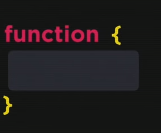 function {
}